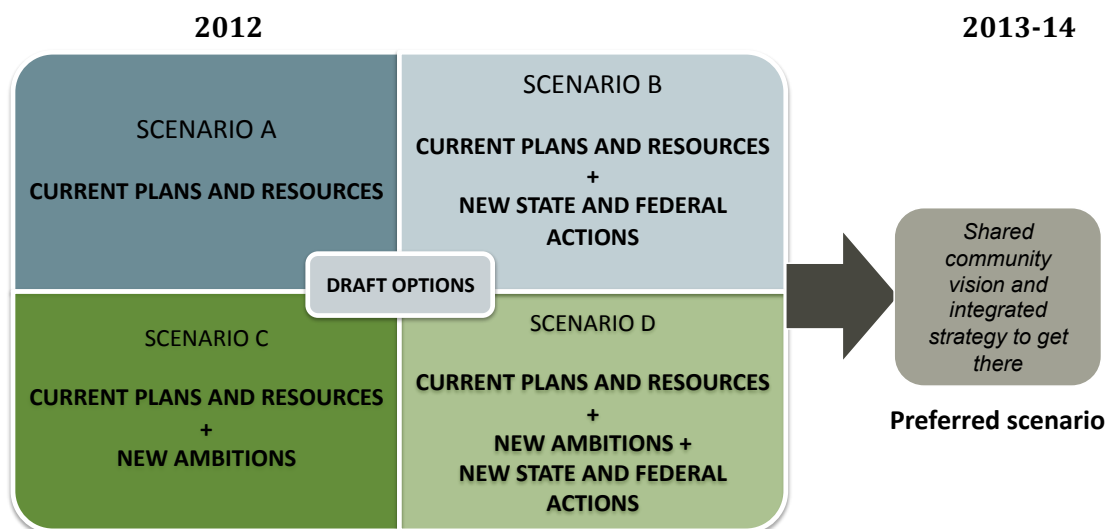 2012
2013-14
SCENARIO A
CURRENT PLANS AND RESOURCES
SCENARIO B
CURRENT PLANS AND RESOURCES
+
NEW STATE AND FEDERAL
ACTIONS
DRAFT OPTIONS
SCENARIO C
CURRENT PLANS AND RESOURCES
+
NEW AMBITIONS
SCENARIO D
CURRENT PLANS AND RESOURCES
+
NEW AMBITIONS +
NEW STATE AND FEDERAL
ACTIONS
Shared
community
vision and
integrated
strategy to get
there
Preferred scenario